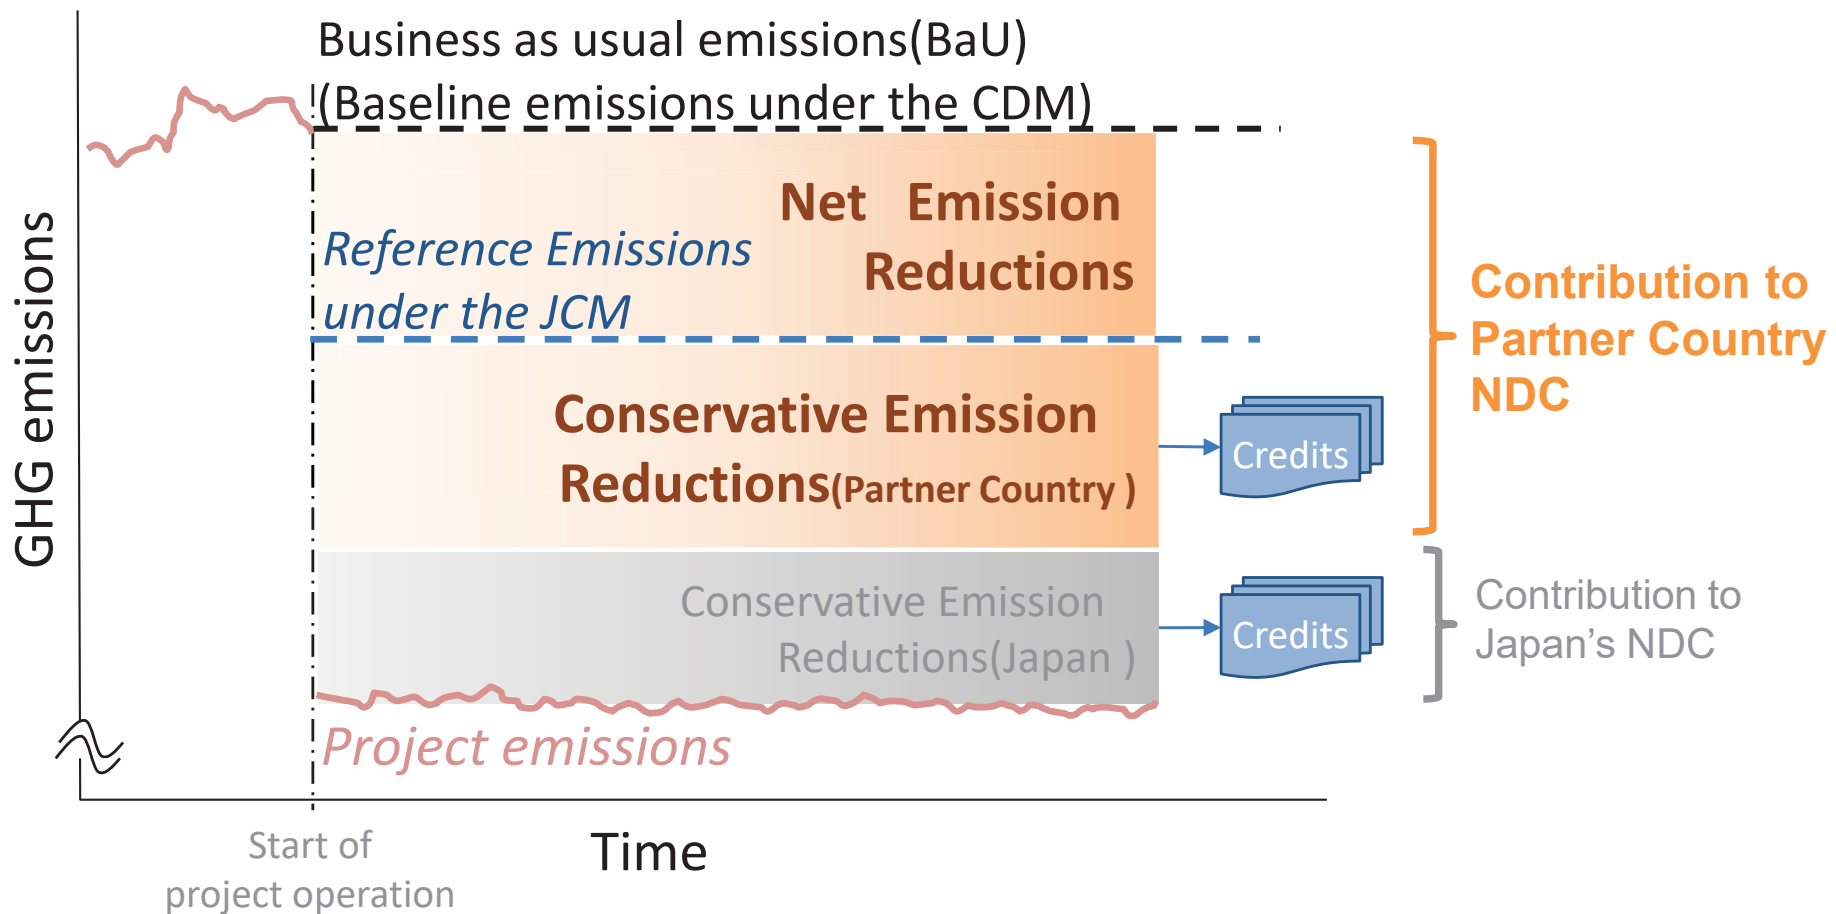 Business as usual emissions(BaU)
(Baseline emissions under the CDM)
GHG emissions
Net Emission
Reductions
Reference Emissions
under the JCM
Conservative Emission
Reductions(Partner Country )
Credits
Contribution to
Partner Country
NDC
Conservative Emission
Reductions(Japan )
Credits
Contribution to
Japan’s NDC
Project emissions
Start of
project operation
Time